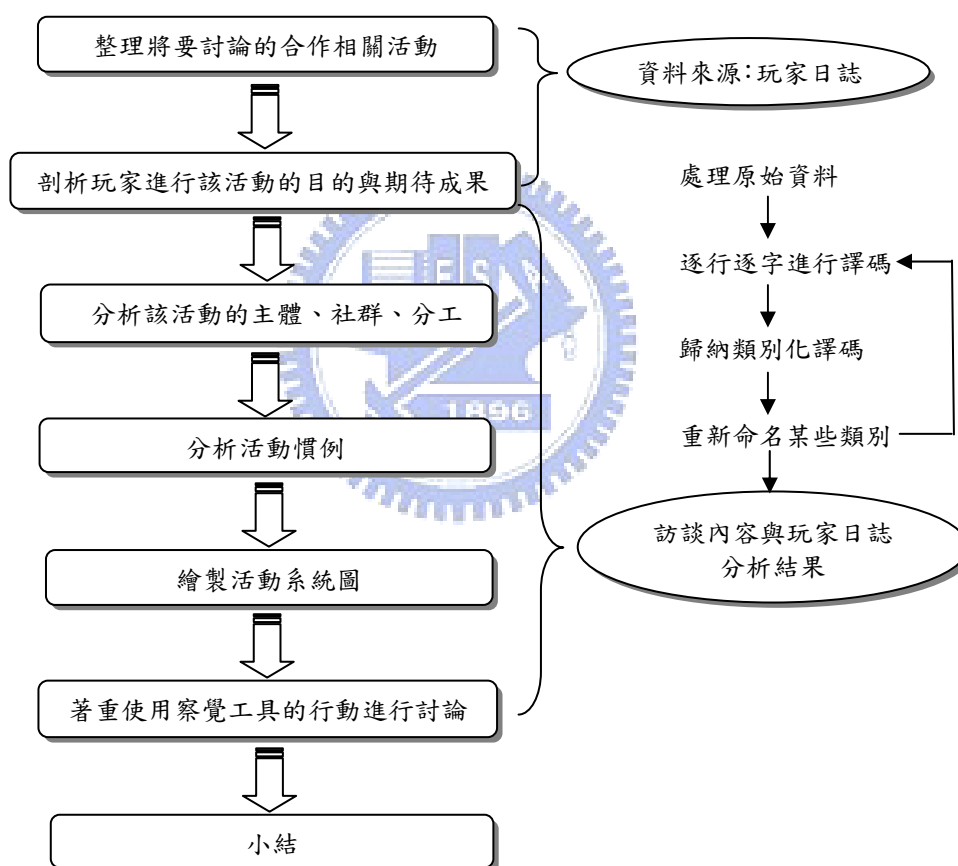 整理將要討論的合作相關活動
資料來源:玩家日誌
剖析玩家進行該活動的目的與期待成果
處理原始資料
分析該活動的主體、社群、分工
逐行逐字進行譯碼
歸納類別化譯碼
分析活動慣例
重新命名某些類別
繪製活動系統圖
訪談內容與玩家日誌
分析結果
著重使用察覺工具的行動進行討論
小結
ESA
1896